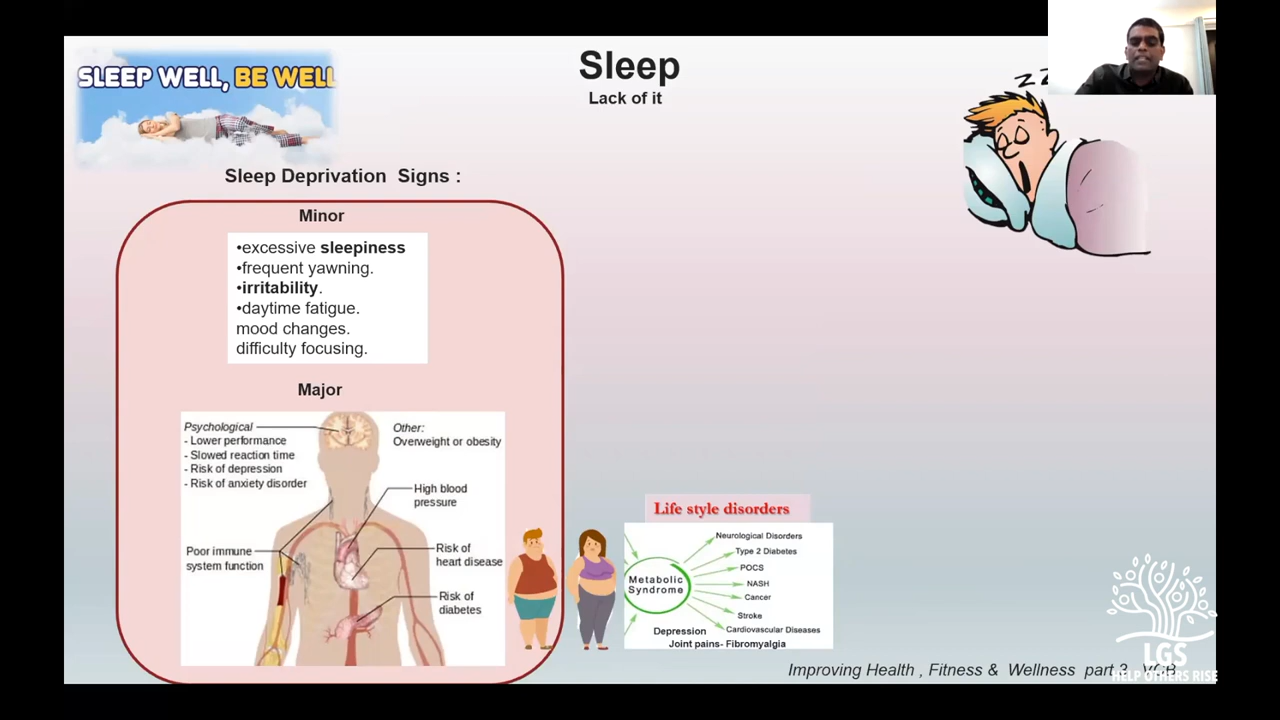 SLEEP WELL, BE WELL
Sleep
Lack of it
zz
Sleep Deprivation Signs :
Minor
•excessive sleepiness
•frequent yawning.
•irritability.
•daytime fatigue.
mood changes.
difficulty focusing.
Major
Psychological
- Lower performance
- Slowed reaction time
- Risk of depression
- Risk of anxiety disorder
Other:
Overweight or obesity
High blood
pressure
Poor immune
system function
Risk of
heart disease
Risk of
diabetes
Life style disorders
Metabolic
Syndrome
Neurological Disorders
Type 2 Diabetes
POCS
NASH
Cancer
Stroke
Cardiovascular Diseases
Depression
Joint pains- Fibromyalgia
Improving Health , Fitness & Wellness part 3 VCB
LGS
HELP OTHERS RISE